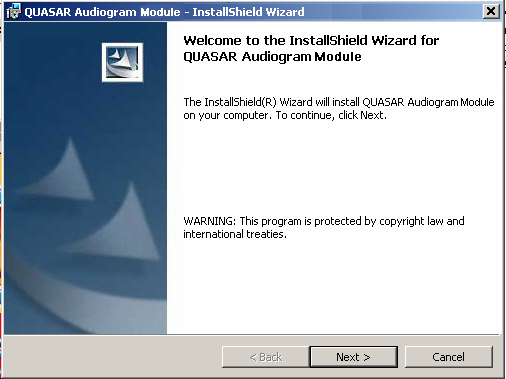 QUASAR Audiogram Module - InstallShield Wizard
Welcome to the InstallShield Wizard for
QUASAR Audiogram Module
The InstallShield(R) Wizard will install QUASAR Audiogram Module
on your computer. To continue, click Next.
WARNING: This program is protected by copyright law and
international treaties.
< Back
Next >
Cancel